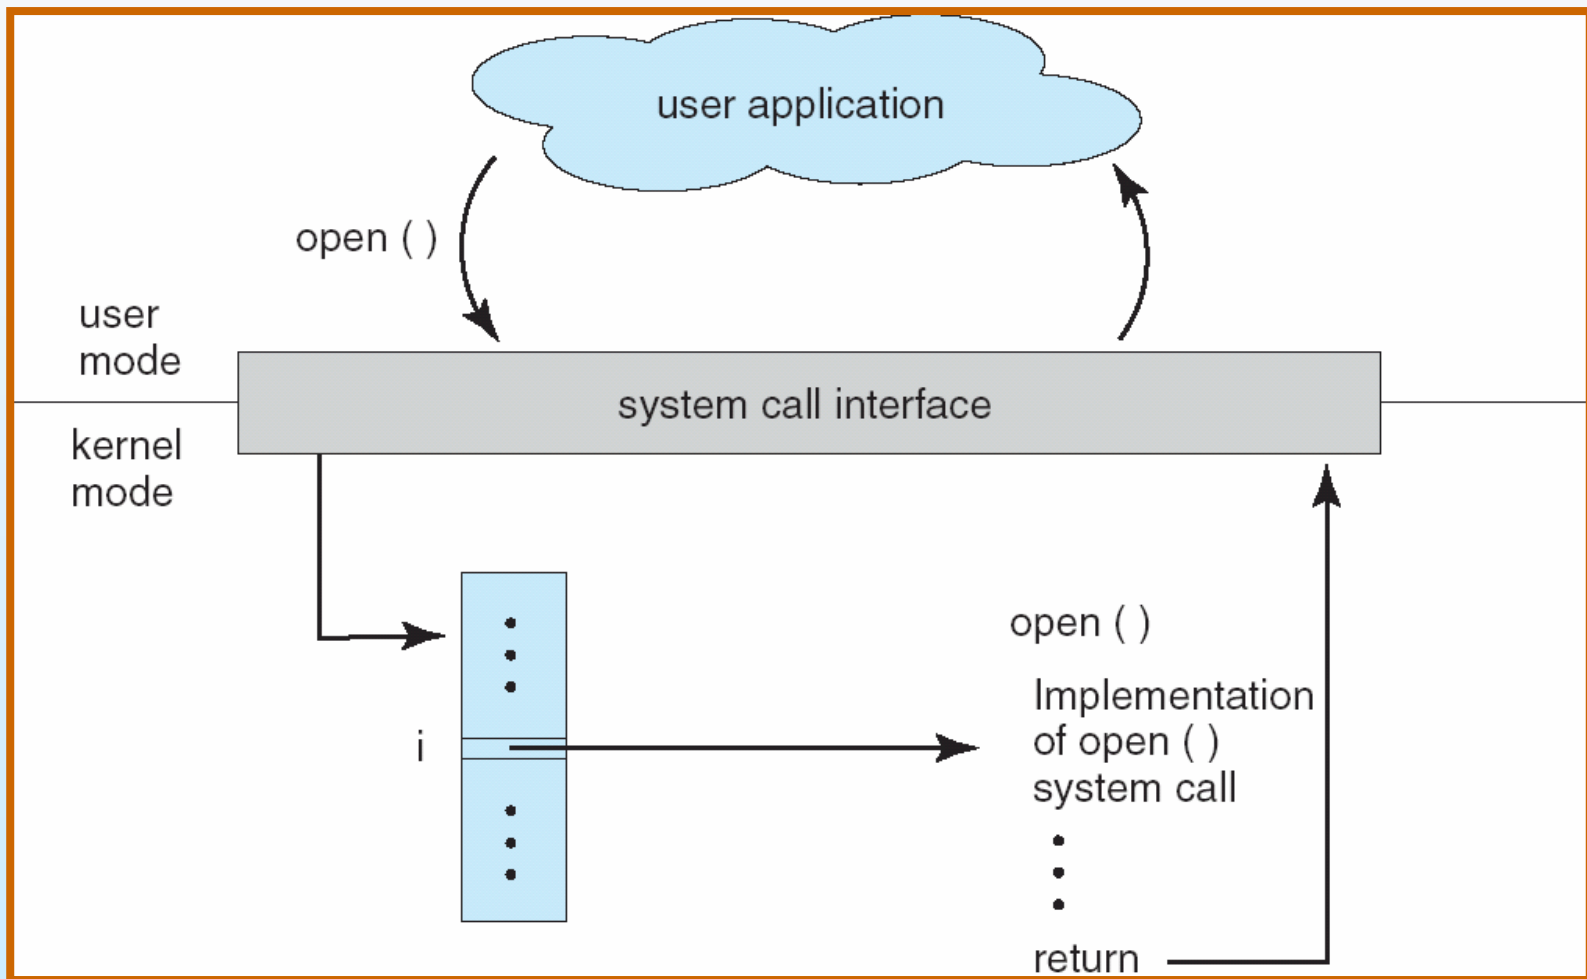 user application
open ( )
user
mode
system call interface
kernel
mode
open ( )
Implementation
of open ( )
system call
i
return